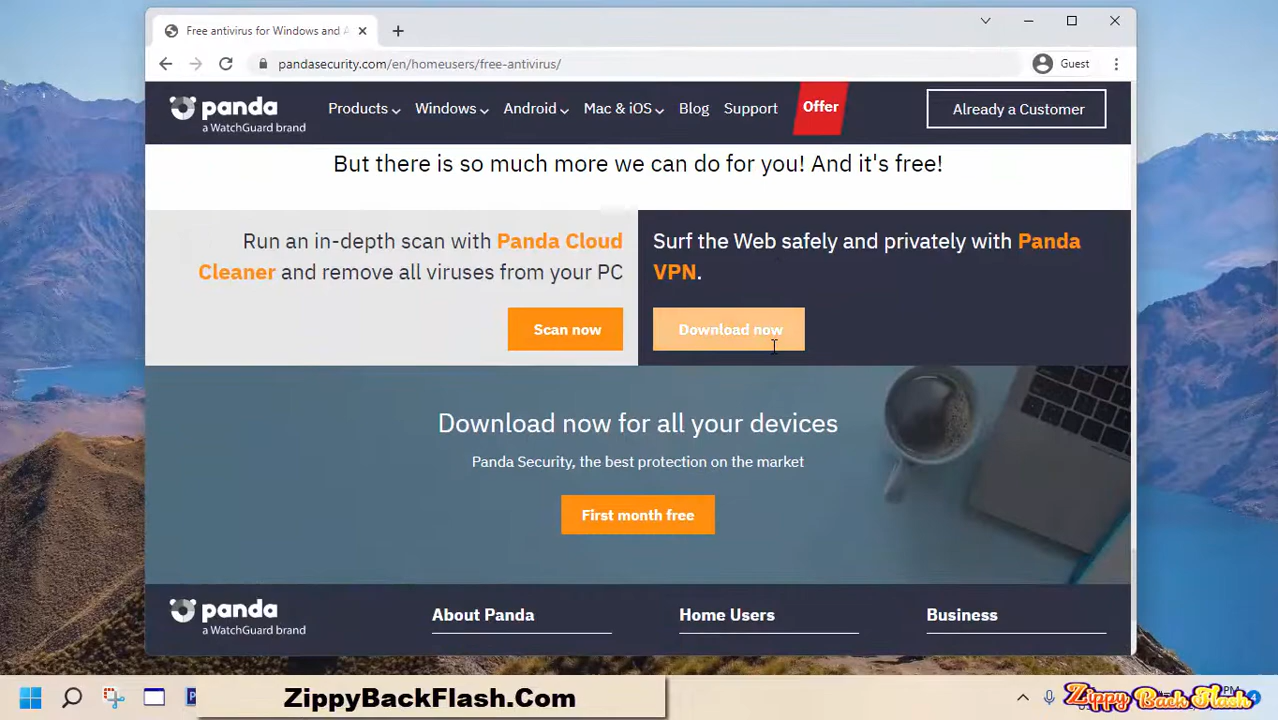 Free antivirus for Windows and A
pandasecurity.com/en/homeusers/free-antivirus/
Guest
panda
a WatchGuard brand
Products
Windows
Android
Mac & iOS
Blog
Support
Offer
Already a Customer
But there is so much more we can do for you! And it's free!
Run an in-depth scan with Panda Cloud
Cleaner and remove all viruses from your PC
Scan now
Surf the Web safely and privately with Panda
VPN.
Download now
Download now for all your devices
Panda Security, the best protection on the market
First month free
panda
a WatchGuard brand
About Panda
Home Users
Business
ZippyBackFlash.Com
Zippy Back Flash